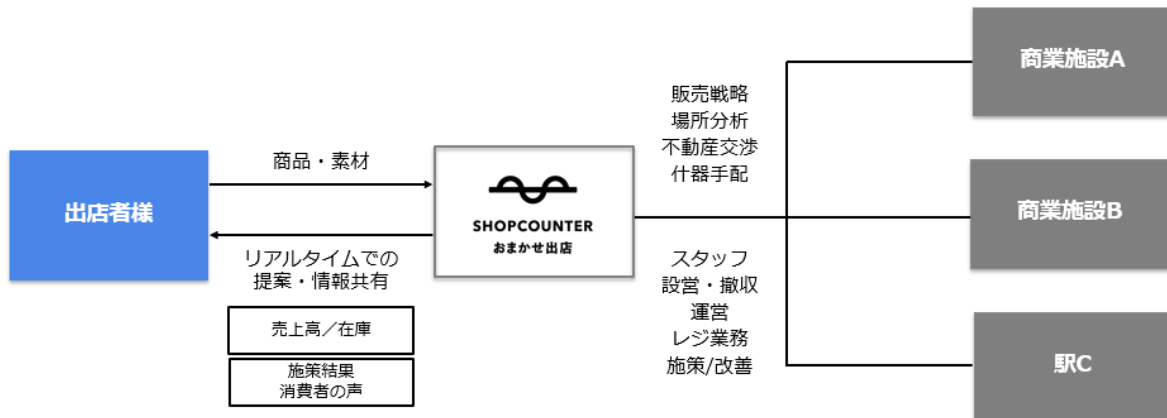 出店者様
商品・素材
リアルタイムでの
提案・情報共有
売上高／在庫
施策結果
消費者の声
SHOPCOUNTER
おまかせ出店
販売戦略
場所分析
不動産交渉
什器手配
スタッフ
設営・撤収
運営
レジ業務
施策/改善
商業施設A
商業施設B
駅C